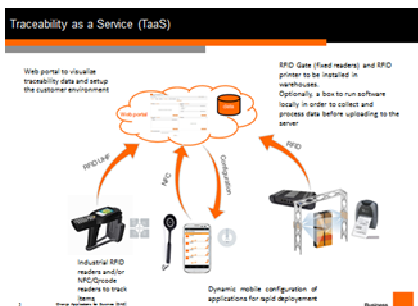 Traceability as a Service (TaaS)
Web portal to visualise
traceability data and setup
the customer environment
RFID Gate (fixed readers) and RFID
printer to be installed in
warehouses.
Optionally, a box to run software
locally in order to collect and
process data before uploading to the
server
Web portal
RFID UHF
NFC
Configuration
RFID
Industrial RFID
readers and/or
NFC/Qrcode
readers to track
items
Dynamic mobile configuration of
applications for rapid deployement
Business